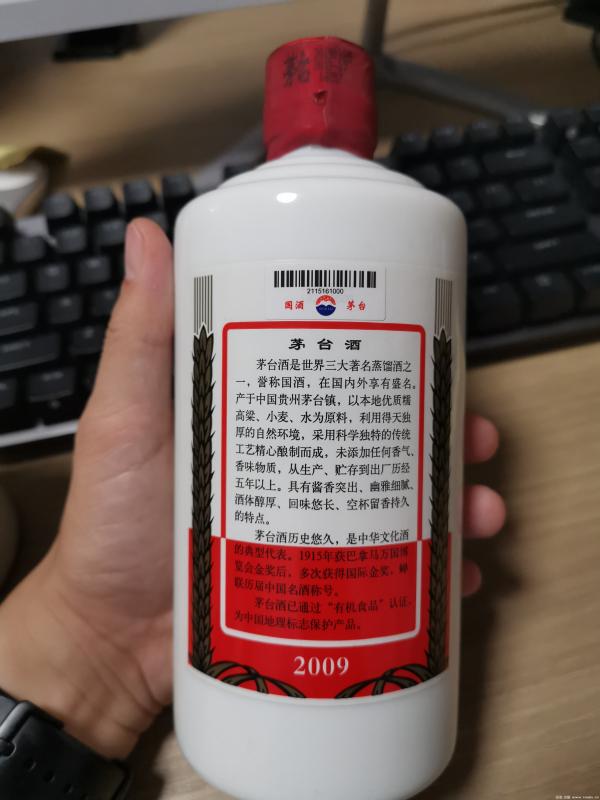 茅台
2115161000
国酒 茅台
茅台酒
茅台酒是世界三大著名蒸馏酒之
一，誉称国酒，在国内外享有盛名。
产于中国贵州茅台镇，以本地优质糯
高粱、小麦、水为原料，利用得天独
厚的自然环境，采用科学独特的传统
工艺精心酿制而成，未添加任何香气、
香味物质，从生产、贮存到出厂历经
五年以上。具有酱香突出、幽雅细腻、
酒体醇厚、回味悠长、空杯留香持久
的特点。
茅台酒历史悠久，是中华文化酒
的典型代表。1915年获巴拿马万国博
览会金奖后，多次获得国际金奖，蝉
联历届中国名酒称号。
茅台酒已通过“有机食品”认证，
为中国地理标志保护产品。
2009